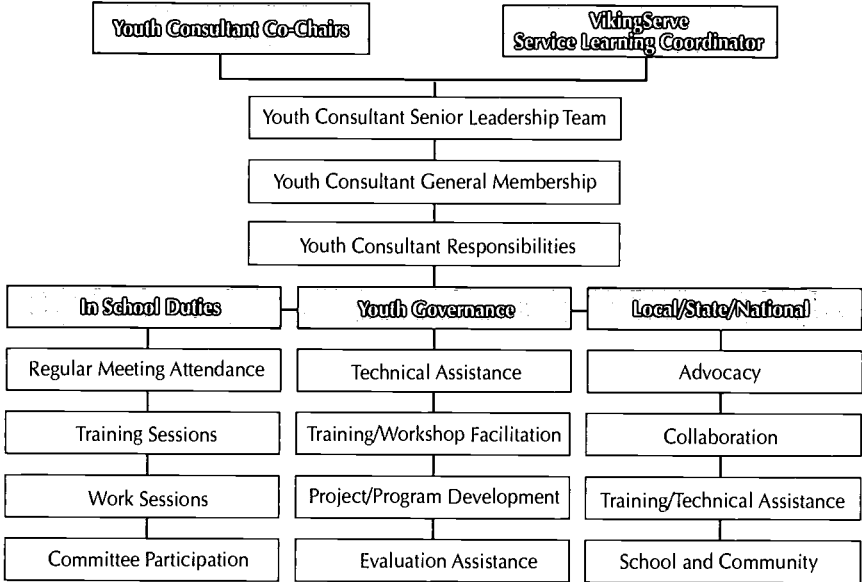 Youth Consultant Co-Chairs
VikingServe
Service Learning Coordinator
Youth Consultant Senior Leadership Team
Youth Consultant General Membership
Youth Consultant Responsibilities
In School Duties
Youth Governance
Local/State/National
Regular Meeting Attendance
Technical Assistance
Advocacy
Training Sessions
Training/Workshop Facilitation
Collaboration
Work Sessions
Project/Program Development
Training/Technical Assistance
Committee Participation
Evaluation Assistance
School and Community